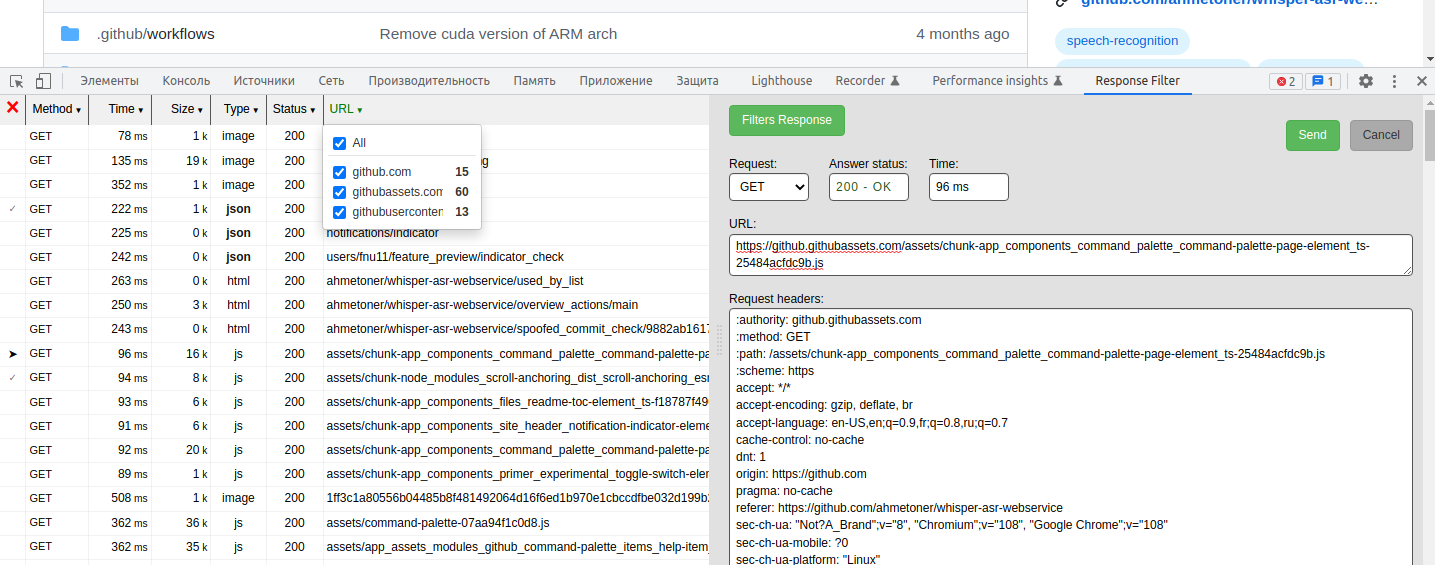 github.com/ahmetoner/whisper-asr-we…
.github/workflows Remove cuda version of ARM arch 4 months ago
speech-recognition
Элементы Консоль Источники Сеть Производительность Память Приложение Защита Lighthouse Recorder Performance insights Response Filter 2 1
Method Time Size Type Status URL
All
github.com 15
githubassets.com 60
githubuserconten 13
GET 78 ms 1 k image 200
GET 135 ms 19 k image 200
GET 352 ms 1 k image 200
GET 222 ms 1 k json 200
GET 225 ms 0 k json 200 notifications/indicator
GET 242 ms 0 k json 200 users/fnu11/feature_preview/indicator_check
GET 263 ms 0 k html 200 ahmetoner/whisper-asr-webservice/used_by_list
GET 250 ms 3 k html 200 ahmetoner/whisper-asr-webservice/overview_actions/main
GET 243 ms 0 k html 200 ahmetoner/whisper-asr-webservice/spoofed_commit_check/9882ab1617
GET 96 ms 16 k js 200 assets/chunk-app_components_command_palette_command-palette-pa
GET 94 ms 8 k js 200 assets/chunk-node_modules_scroll-anchoring_dist_scroll-anchoring_esm
GET 93 ms 6 k js 200 assets/chunk-app_components_files_readme-toc-element_ts-f18787f49
GET 91 ms 6 k js 200 assets/chunk-app_components_site_header_notification-indicator-eleme
GET 92 ms 20 k js 200 assets/chunk-app_components_command_palette_command-palette-pa
GET 89 ms 1 k js 200 assets/chunk-app_components_primer_experimental_toggle-switch-elem
GET 508 ms 1 k image 200 1ff3c1a80556b04485b8f481492064d16f6ed1b970e1cbccdfbe032d199b
GET 362 ms 36 k js 200 assets/command-palette-07aa94f1c0d8.js
GET 362 ms 35 k js 200 assets/app_assets_modules_github_command-palette_items_help-item_
Filters Response
Send Cancel
Request: Answer status: Time:
GET 200 - OK 96 ms
URL:
https://github.githubassets.com/assets/chunk-app_components_command_palette_command-palette-page-element_ts-
25484acfdc9b.js
Request headers:
:authority: github.githubassets.com
:method: GET
:path: /assets/chunk-app_components_command_palette_command-palette-page-element_ts-25484acfdc9b.js
:scheme: https
accept: */*
accept-encoding: gzip, deflate, br
accept-language: en-US,en;q=0.9,fr;q=0.8,ru;q=0.7
cache-control: no-cache
dnt: 1
origin: https://github.com
pragma: no-cache
referer: https://github.com/ahmetoner/whisper-asr-webservice
sec-ch-ua: "Not?A_Brand";v="8", "Chromium";v="108", "Google Chrome";v="108"
sec-ch-ua-mobile: ?0
sec-ch-ua-platform: "Linux"